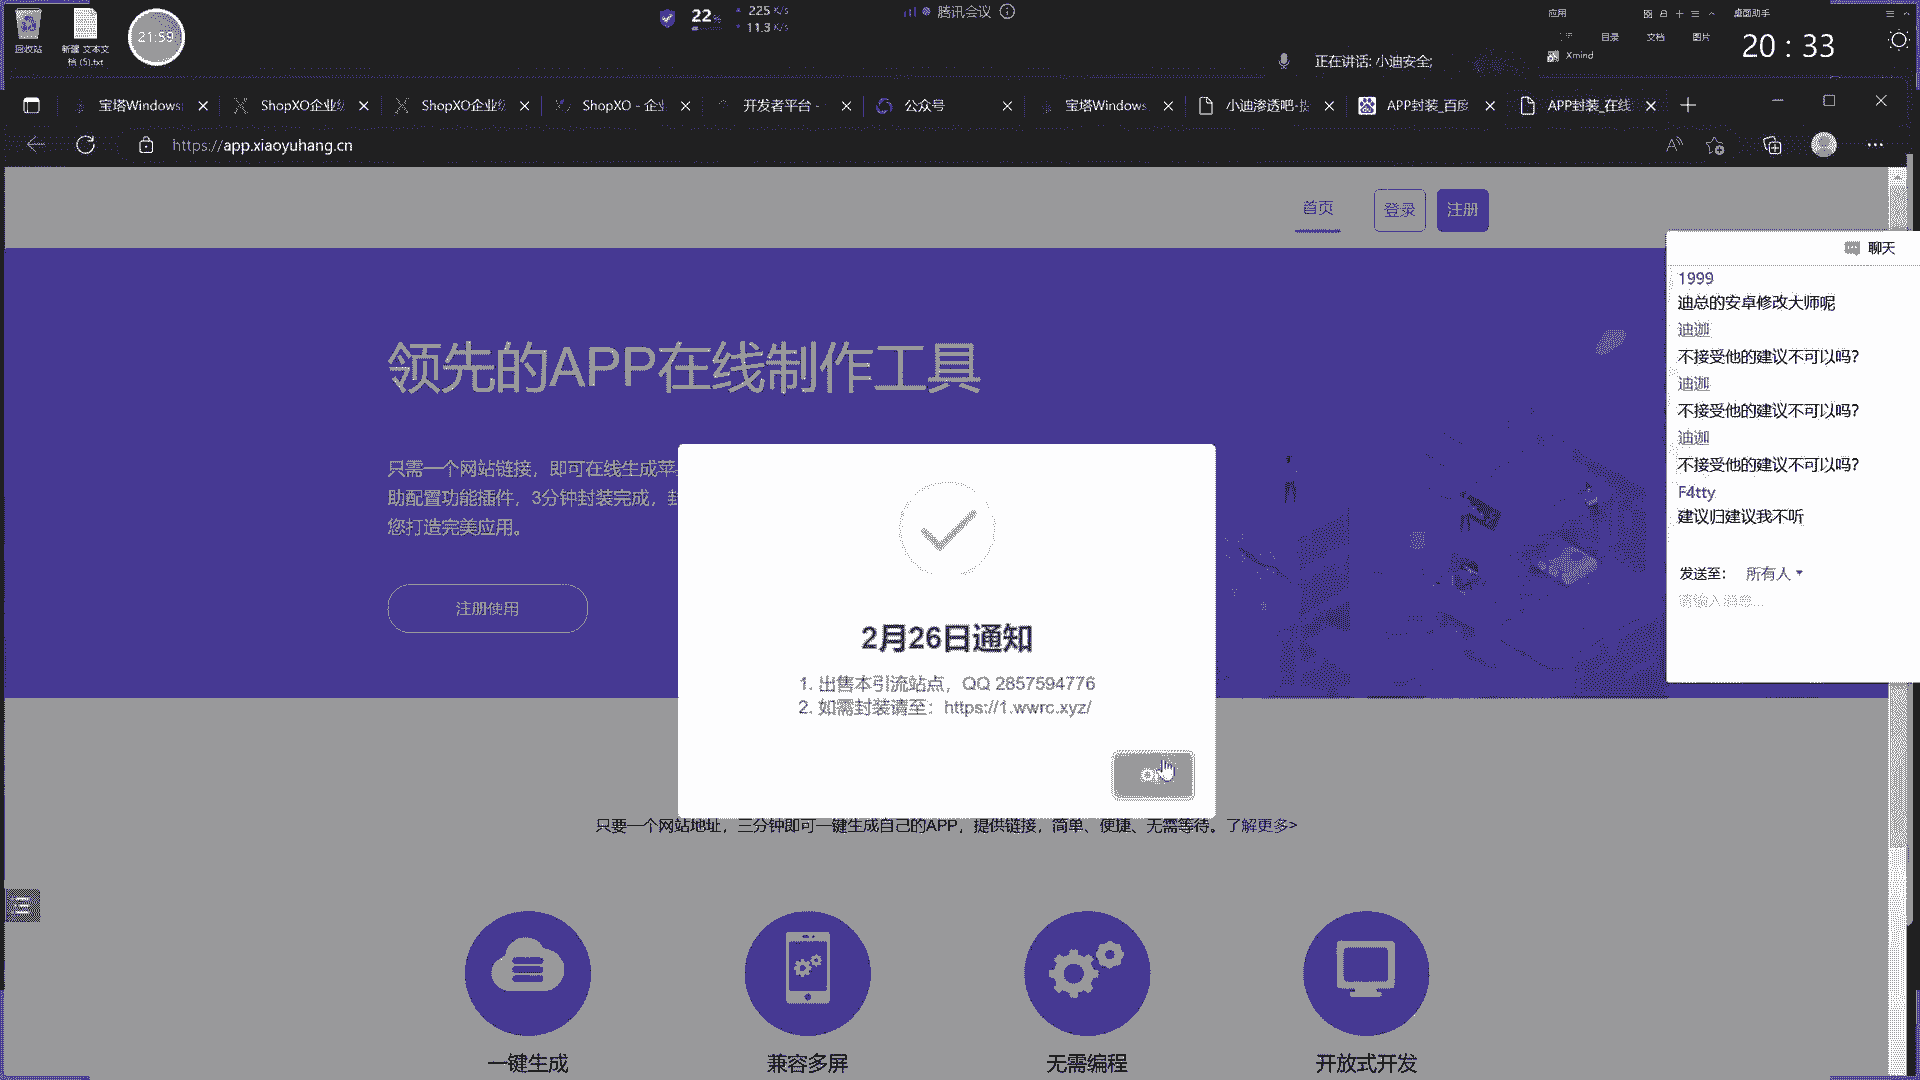 回收站
新建 文本文
档 (5).txt
21:59
22%
225 K/s
11.3 K/s
腾讯会议
正在讲话: 小迪安全;
应用
目录
文档
图片
Xmind
桌面助手
20 : 33
宝塔Windows
ShopXO企业级
ShopXO企业级
ShopXO - 企业
开发者平台 -
公众号
宝塔Windows
小迪渗透吧-提
APP封装_百度
APP封装_在线
https://app.xiaoyuhang.cn
首页
登录
注册
领先的APP在线制作工具
只需一个网站链接，即可在线生成苹
助配置功能插件，3分钟封装完成，封
您打造完美应用。
注册使用
2月26日通知
1. 出售本引流站点，QQ 2857594776
2. 如需封装请至：https://1.wwrc.xyz/
OK
只要一个网站地址，三分钟即可一键生成自己的APP，提供链接，简单、便捷、无需等待。了解更多>
一键生成
兼容多屏
无需编程
开放式开发
聊天
1999
迪总的安卓修改大师呢
迪迦
不接受他的建议不可以吗?
迪迦
不接受他的建议不可以吗?
迪迦
不接受他的建议不可以吗?
F4tty
建议归建议我不听
发送至:
所有人
请输入消息...